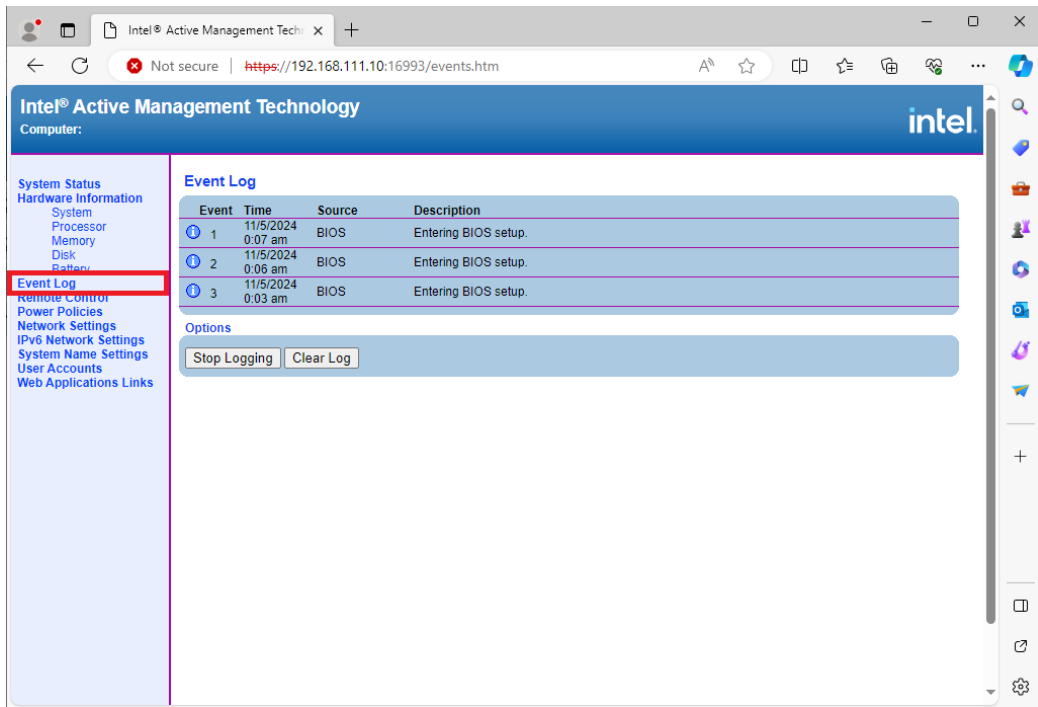 Intel® Active Management Tech
Not secure | https://192.168.111.10:16993/events.htm
Intel® Active Management Technology
Computer:
intel.
System Status
Hardware Information
System
Processor
Memory
Disk
Battery
Event Log
Remote Control
Power Policies
Network Settings
IPv6 Network Settings
System Name Settings
User Accounts
Web Applications Links
Event Log
Event Time Source Description
1 11/5/2024 0:07 am BIOS Entering BIOS setup.
2 11/5/2024 0:06 am BIOS Entering BIOS setup.
3 11/5/2024 0:03 am BIOS Entering BIOS setup.
Options
Stop Logging Clear Log